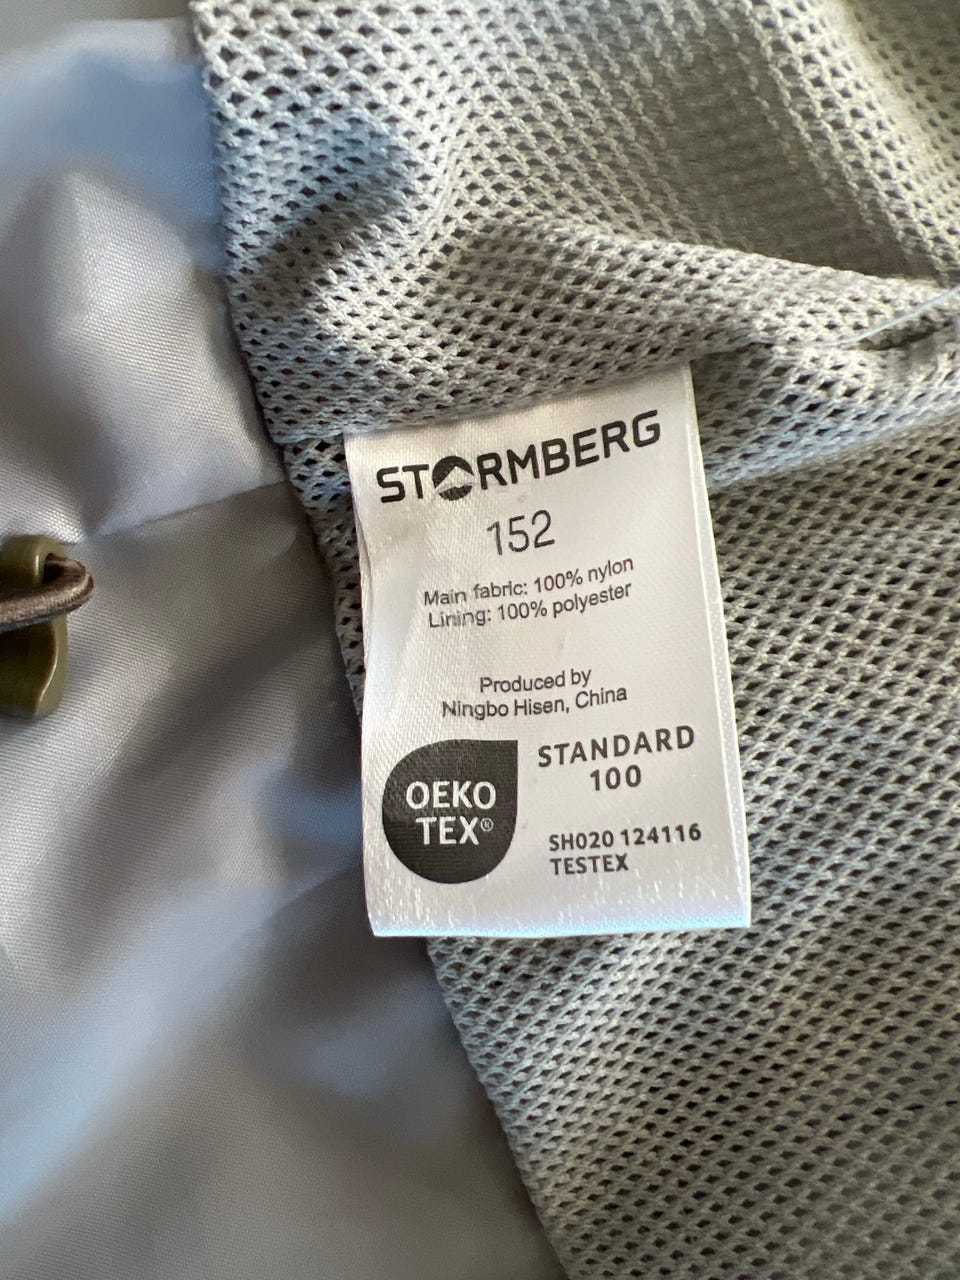 STORMBERG
152
Main fabric: 100% nylon
Lining: 100% polyester
Produced by
Ningbo Hisen, China
OEKO
TEX®
STANDARD
100
SH020 124116
TESTEX